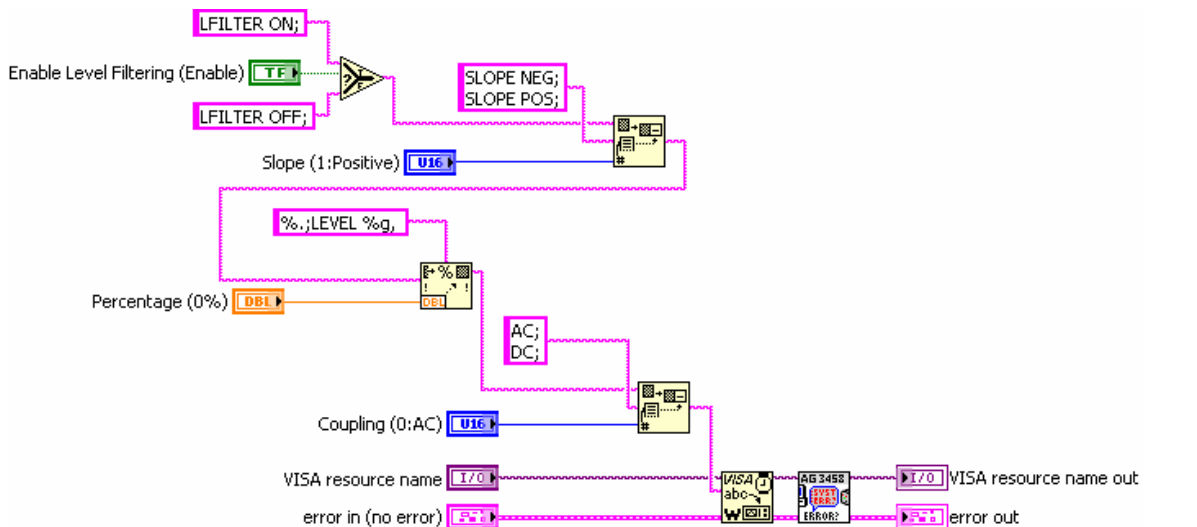 LFILTER ON;
Enable Level Filtering (Enable) TF
LFILTER OFF;
SLOPE NEG;
SLOPE POS;
Slope (1:Positive) U16
#
%.;LEVEL %g,
%
Percentage (0%) DBL
DBL
AC;
DC;
Coupling (0:AC) U16
#
VISA resource name I/O
VISA
abc
W
AG 3458
SYST
ERR?
ERROR?
I/O VISA resource name out
error in (no error)
error out